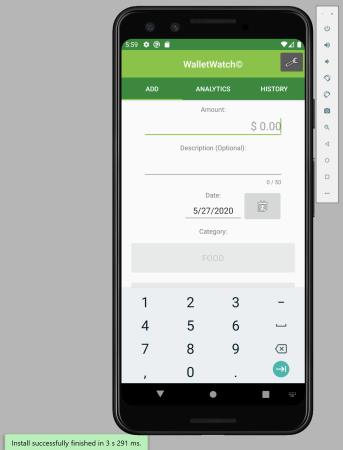 5:59
WalletWatch©
ADD ANALYTICS HISTORY
Amount:
$ 0.00
Description (Optional):
0 / 50
Date:
5/27/2020
Category:
FOOD
1 2 3 -
4 5 6
7 8 9
, 0 .
Install successfully finished in 3 s 291 ms.